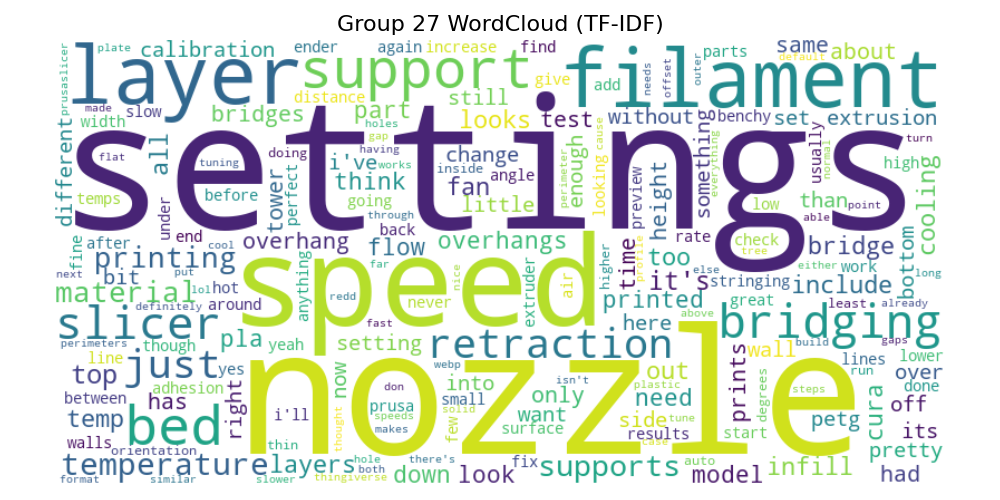 Group 27 WordCloud (TF-IDF)
plate calibration ender again increase find same about
prusaslicer layer support filament parts default
made slow distance still give add needs offset outer
width bridges part looks test without benchy set extrusion
different flat all holes gap having i've works change inside fan angle enough cause looking something everything usually normal high turn
settings
temps tuning before doing tower perfect think going little perimeter preview height low than point able cooling
under through back
fine after end cool overhang flow overhangs time rate too check tree bridge bottom
printing bit hot anything far never nice extruder air higher profile it's else stringing either work long
next put lol speed redd printed great include
material definitely around above least already
slicer fast setting here bridging
perimeters though pla yeah retraction build gaps
line just yes webp wall lines lower
top adhesion right now don into isn't out prints degrees run over
between has prusa small plastic need steps done
temp bed i'll thought speeds few solid only want side tune petg cura off
walls nozzle makes surface results case start its
orientation thin fix pretty
temperature layers hole both there's down look supports auto model infill had
format similar slower thingiverse